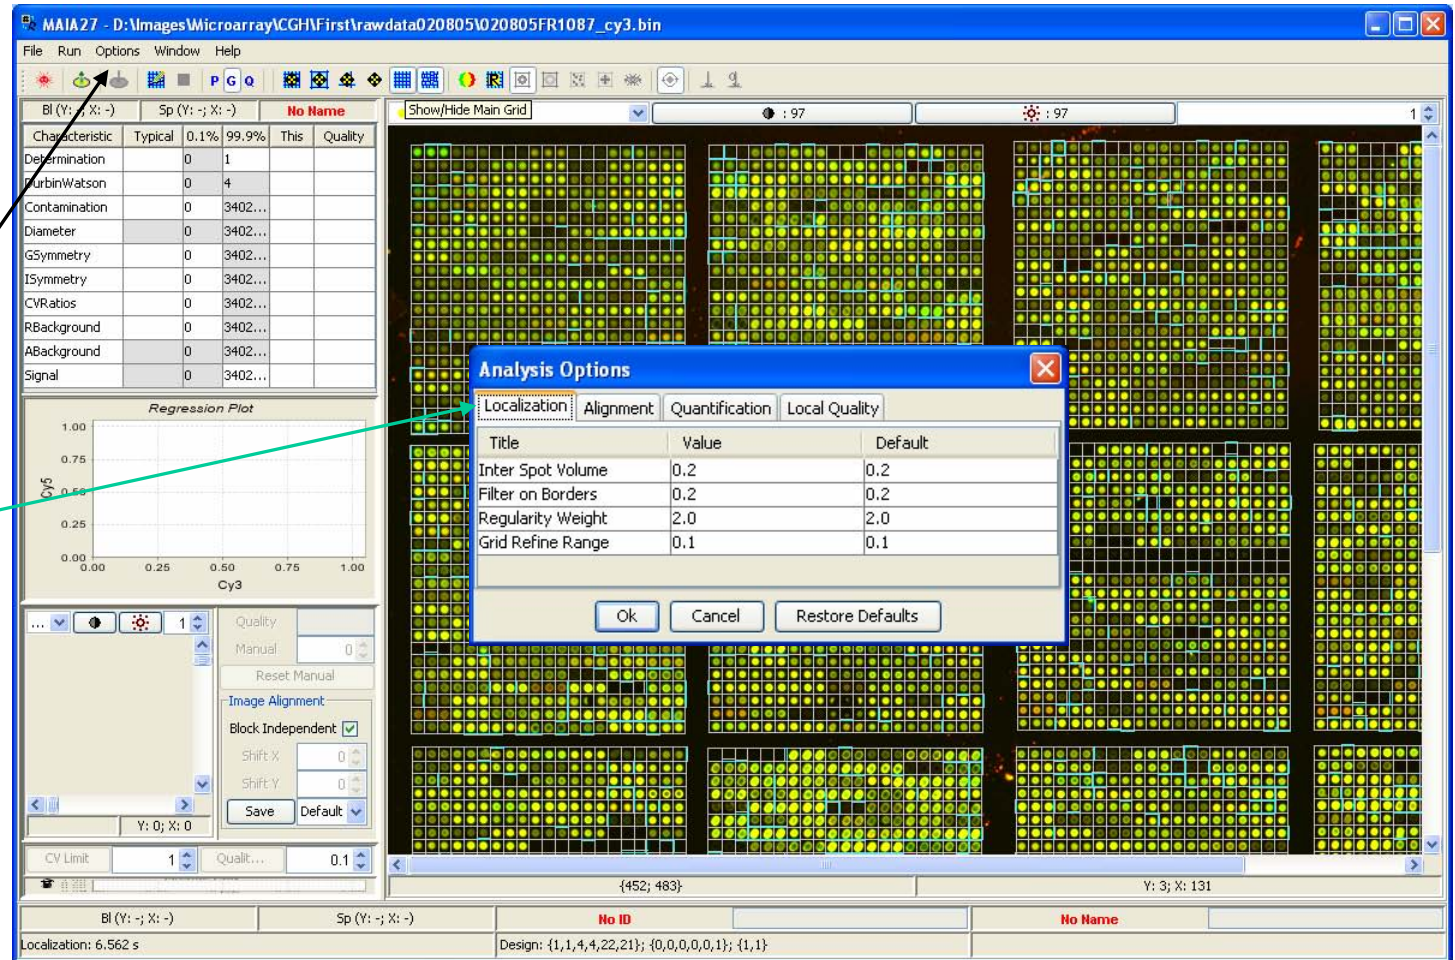 MAIA27 - D:\Images\Microarray\CGH\First\rawdata020805\020805FR1087_cy3.bin
File Run Options Window Help
P G Q
Bl (Y: -; X: -) Sp (Y: -; X: -) No Name
Show/Hide Main Grid : 97 : 97 1
Characteristic Typical 0.1% 99.9% This Quality
Determination 0 1
DurbinWatson 0 4
Contamination 0 3402...
Diameter 0 3402...
GSymmetry 0 3402...
ISymmetry 0 3402...
CVRatios 0 3402...
RBackground 0 3402...
ABackground 0 3402...
Signal 0 3402...
Regression Plot
1.00
0.75
0.50
0.25
0.00
Cy5
0.00 0.25 0.50 0.75 1.00
Cy3
Analysis Options
Localization Alignment Quantification Local Quality
Title Value Default
Inter Spot Volume 0.2 0.2
Filter on Borders 0.2 0.2
Regularity Weight 2.0 2.0
Grid Refine Range 0.1 0.1
Ok Cancel Restore Defaults
... 1
Quality
Manual 0
Reset Manual
Image Alignment
Block Independent
Shift X 0
Shift Y 0
Save Default
Y: 0; X: 0
CV Limit 1 Qualit... 0.1
{452; 483} Y: 3; X: 131
Bl (Y: -; X: -) Sp (Y: -; X: -) No ID No Name
Localization: 6.562 s Design: {1,1,4,4,22,21}; {0,0,0,0,0,1}; {1,1}